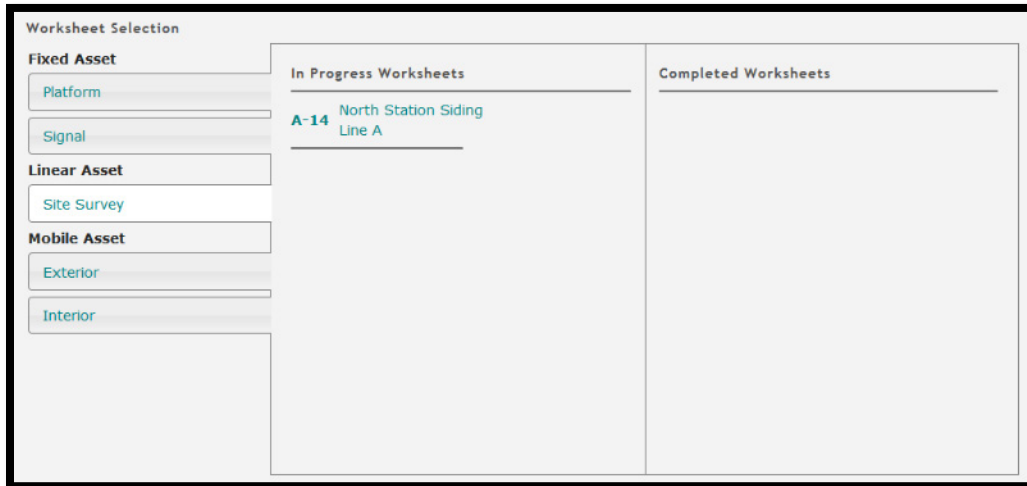 Worksheet Selection
Fixed Asset
Platform
Signal
Linear Asset
Site Survey
Mobile Asset
Exterior
Interior
In Progress Worksheets
A-14
North Station Siding
Line A
Completed Worksheets